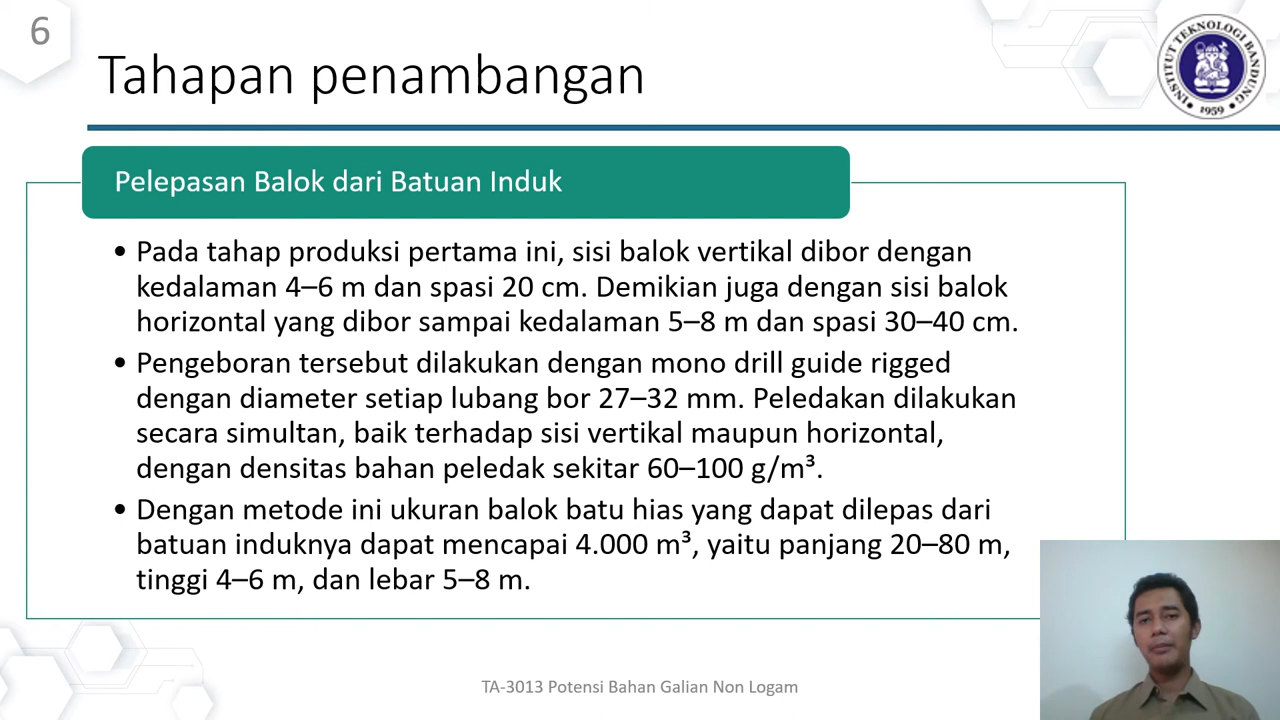 6
Tahapan penambangan
INSTITUT TEKNOLOGI BANDUNG
1959
Pelepasan Balok dari Batuan Induk
• Pada tahap produksi pertama ini, sisi balok vertikal dibor dengan
kedalaman 4–6 m dan spasi 20 cm. Demikian juga dengan sisi balok
horizontal yang dibor sampai kedalaman 5–8 m dan spasi 30–40 cm.
• Pengeboran tersebut dilakukan dengan mono drill guide rigged
dengan diameter setiap lubang bor 27–32 mm. Peledakan dilakukan
secara simultan, baik terhadap sisi vertikal maupun horizontal,
dengan densitas bahan peledak sekitar 60–100 g/m³.
• Dengan metode ini ukuran balok batu hias yang dapat dilepas dari
batuan induknya dapat mencapai 4.000 m³, yaitu panjang 20–80 m,
tinggi 4–6 m, dan lebar 5–8 m.
TA-3013 Potensi Bahan Galian Non Logam